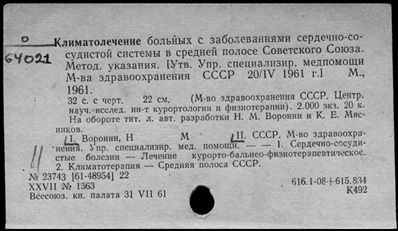 D
64021
Климатолечение больных с заболеваниями сердечно-со-
судистой системы в средней полосе Советского Союза.
Метод. указания. [Утв. Упр. специализир. медпомощи
М-ва здравоохранения СССР 20/IV 1961 г.] М.,
1961.
32 с. с черт. 22 см. (М-во здравоохранения СССР. Центр.
науч.-исслед. ин-т курортологии и физиотерапии). 2.000 экз. 20 к.
На обороте тит. л. авт. разработки Н. М. Воронин и К. Е. Мяс-
ников.
I. Воронин, Н М II. СССР. М-во здравоохра-
нения. Упр. специализир. мед. помощи. — — 1. Сердечно-сосудис-
тые болезни — Лечение курорто-бальнео-физиотерапевтическое.
2. Климатотерапия — Средняя полоса СССР.
№ 23743 [61-48954] 22
XXVII № 1363
616.1-08+615.834
Всесоюз. кн. палата 31 VII 61
К492